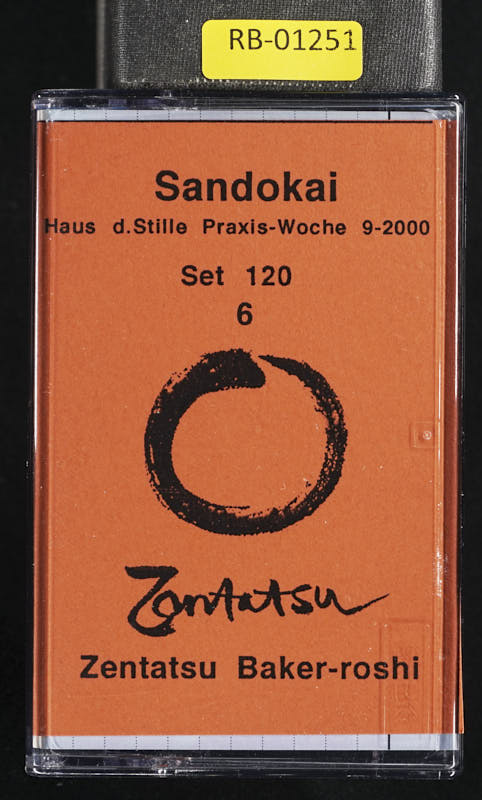 RB-01251
Sandokai
Haus d.Stille Praxis-Woche 9-2000
Set 120
6
Zentatsu
Zentatsu Baker-roshi